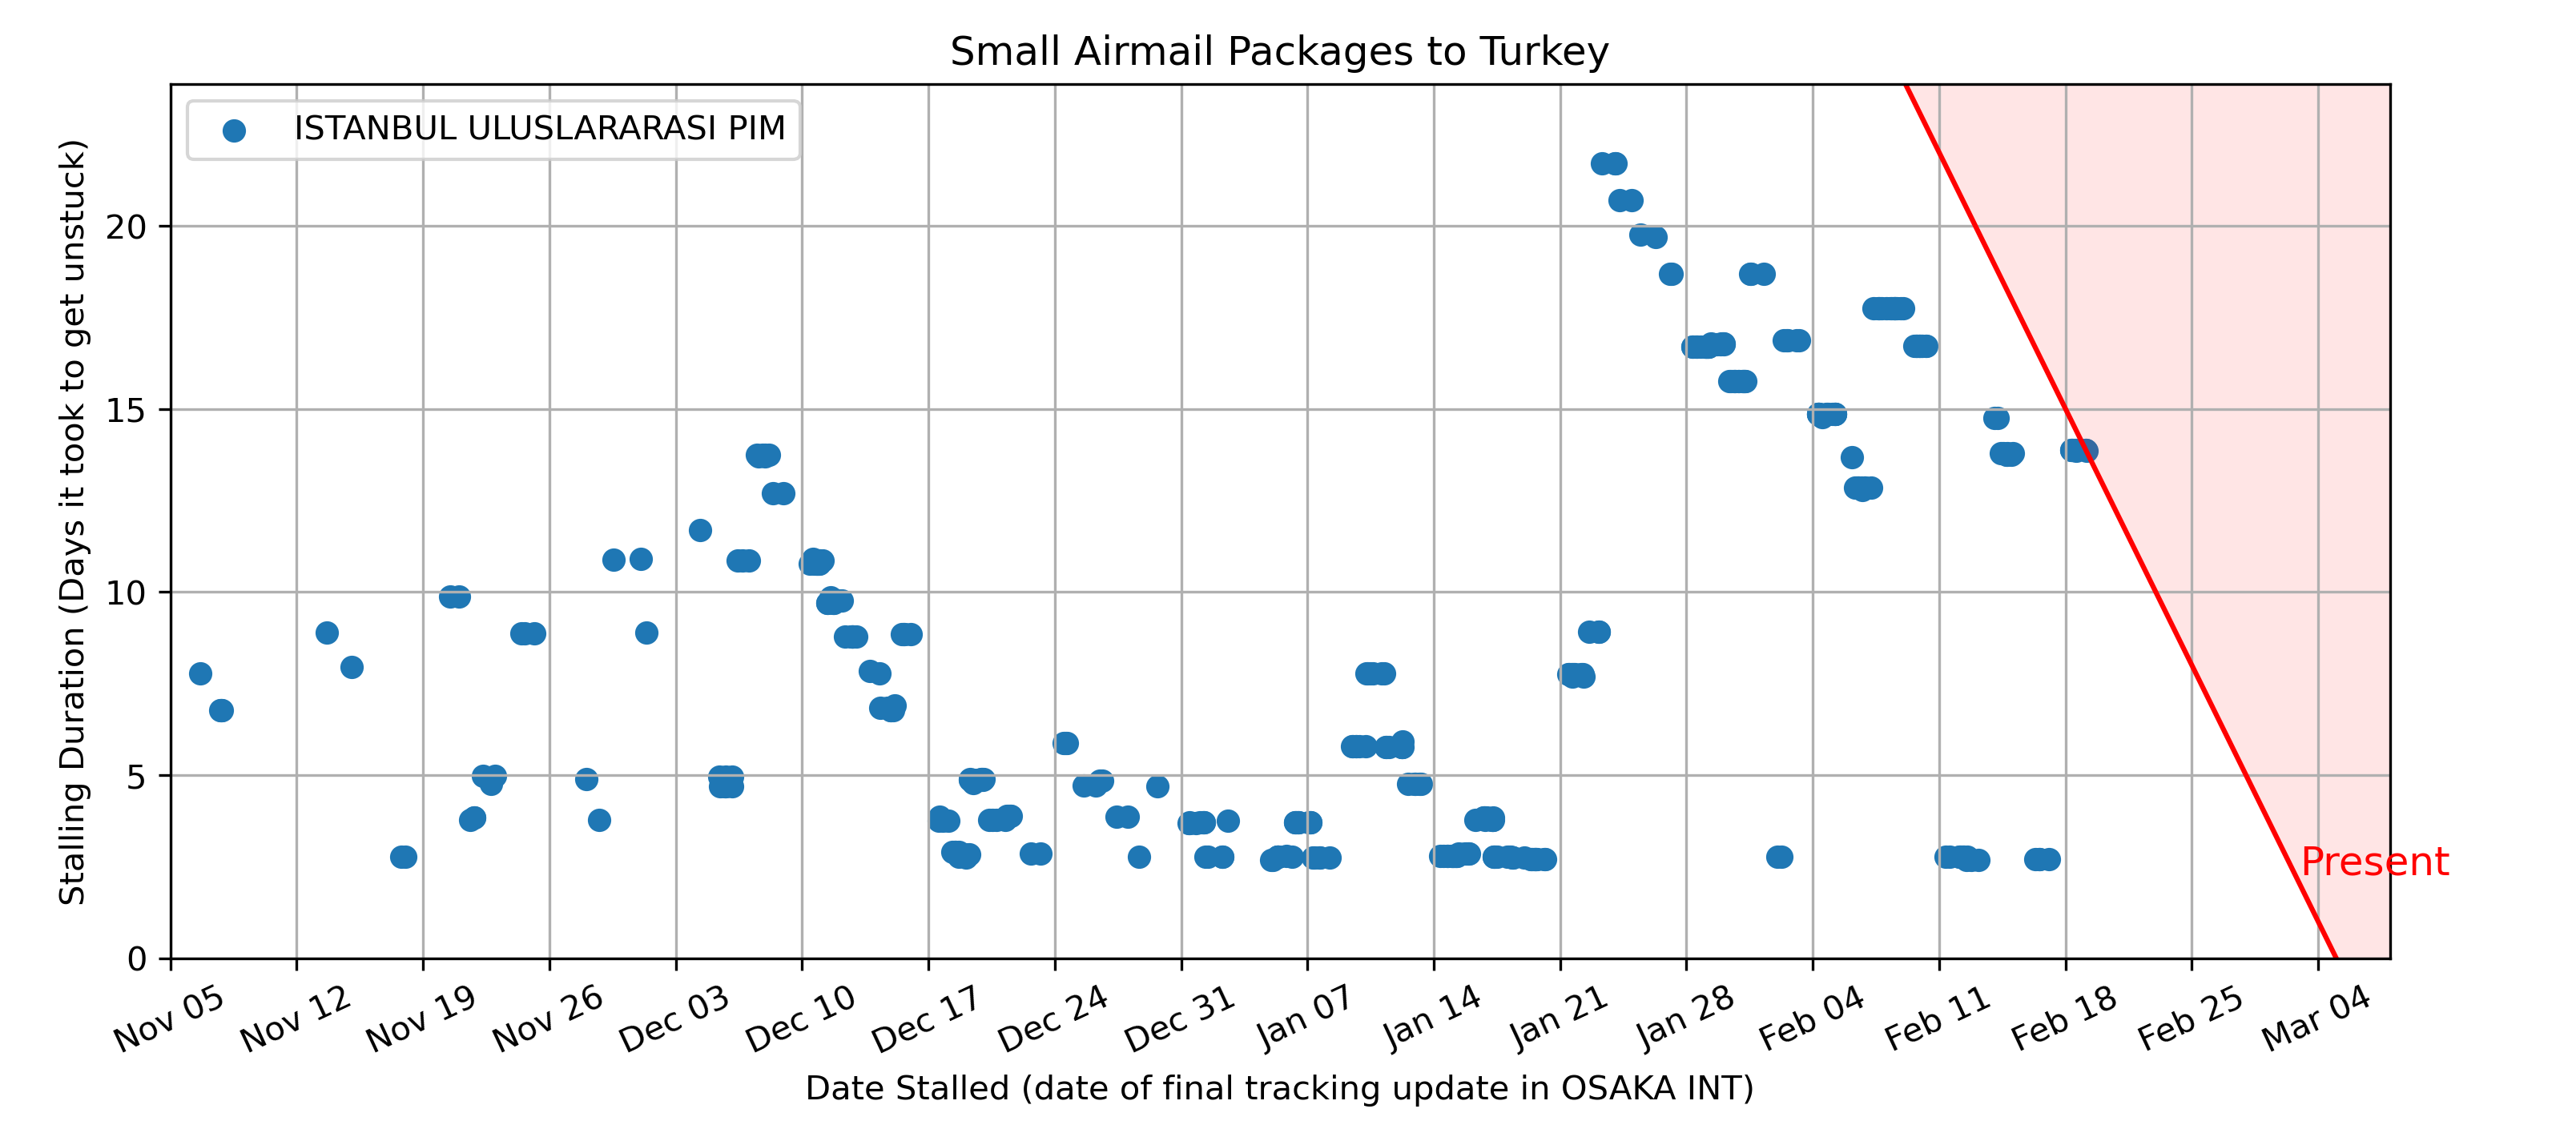 Small Airmail Packages to Turkey
ISTANBUL ULUSLARARASI PIM
Stalling Duration (Days it took to get unstuck)
20
15
10
5
0
Present
Nov 05
Nov 12
Nov 19
Nov 26
Dec 03
Dec 10
Dec 17
Dec 24
Dec 31
Jan 07
Jan 14
Jan 21
Jan 28
Feb 04
Feb 11
Feb 18
Feb 25
Mar 04
Date Stalled (date of final tracking update in OSAKA INT)